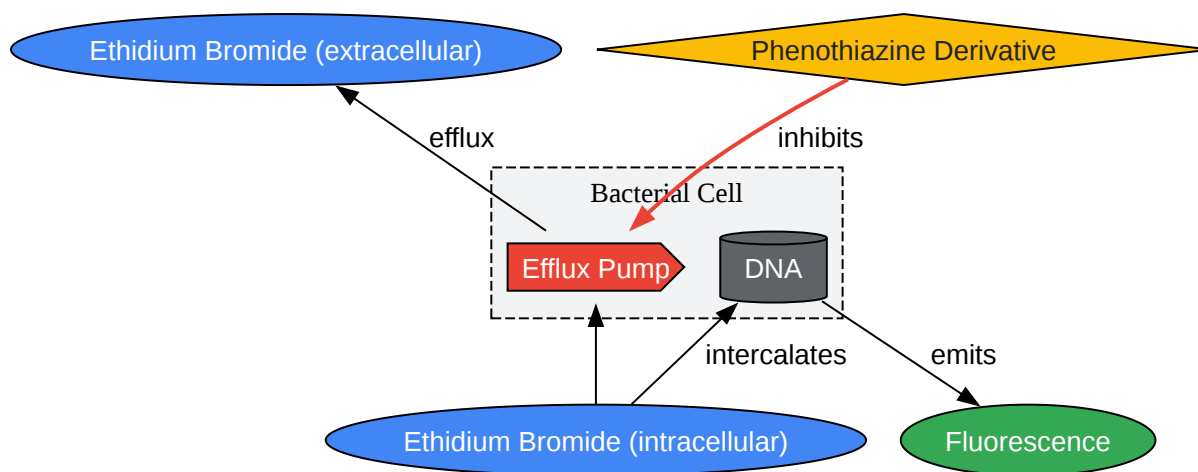 Ethidium Bromide (extracellular)
Phenothiazine Derivative
efflux
inhibits
Bacterial Cell
Efflux Pump
DNA
intercalates
emits
Ethidium Bromide (intracellular)
Fluorescence